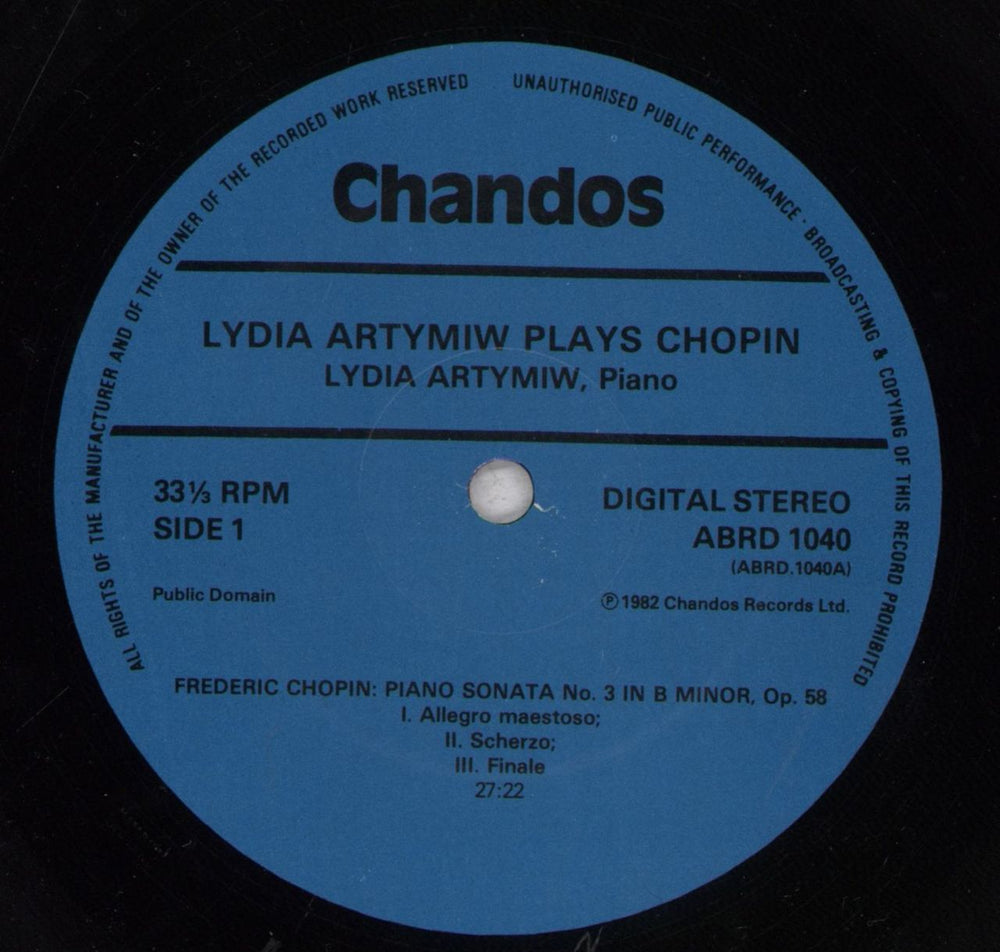 ALL RIGHTS OF THE MANUFACTURER AND OF THE OWNER OF THE RECORDED WORK RESERVED
UNAUTHORISED PUBLIC PERFORMANCE · BROADCASTING & COPYING OF THIS RECORD PROHIBITED
Chandos
LYDIA ARTYMIW PLAYS CHOPIN
LYDIA ARTYMIW, Piano
33⅓ RPM
SIDE 1
Public Domain
DIGITAL STEREO
ABRD 1040
(ABRD.1040A)
℗ 1982 Chandos Records Ltd.
FREDERIC CHOPIN: PIANO SONATA No. 3 IN B MINOR, Op. 58
I. Allegro maestoso;
II. Scherzo;
III. Finale
27:22